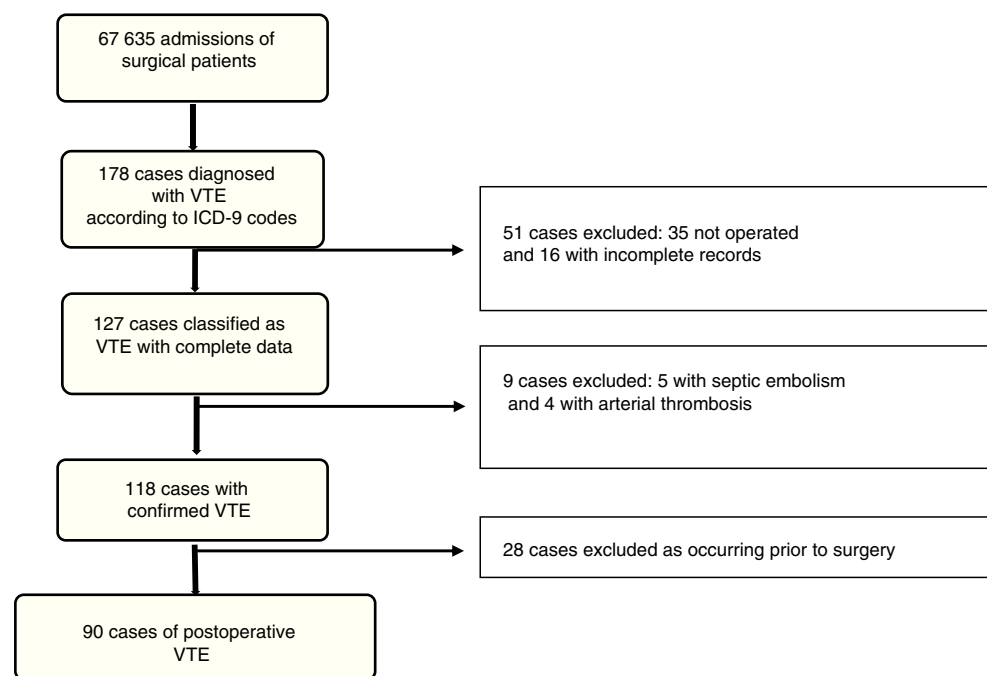 67 635 admissions of
surgical patients
178 cases diagnosed
with VTE
according to ICD-9 codes
51 cases excluded: 35 not operated
and 16 with incomplete records
127 cases classified as
VTE with complete data
9 cases excluded: 5 with septic embolism
and 4 with arterial thrombosis
118 cases with
confirmed VTE
28 cases excluded as occurring prior to surgery
90 cases of postoperative
VTE